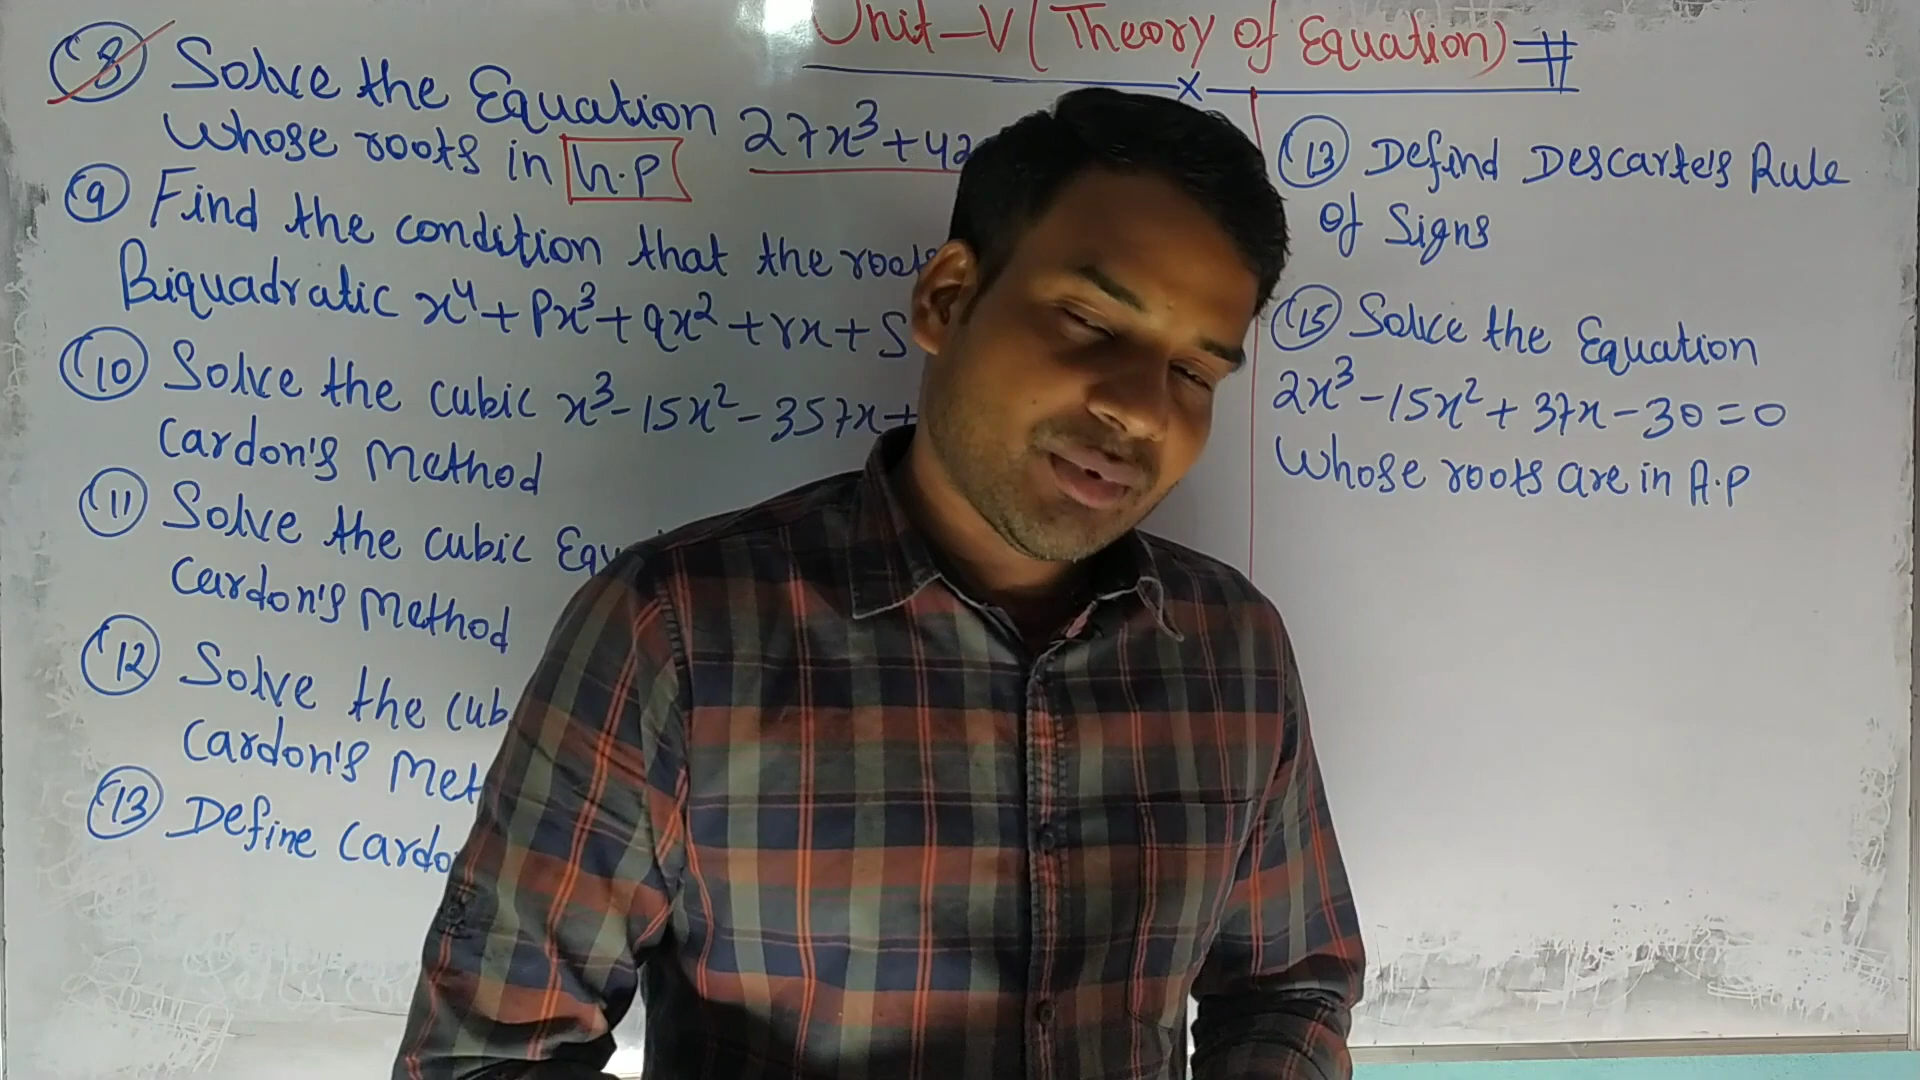 Unit-V (Theory of Equation) #
8 Solve the Equation 27x³+42
whose roots in h.p
9 Find the condition that the roots
Biquadratic x⁴+Px³+qx²+rx+S
10 Solve the cubic x³-15x²-357x+
Cardon's Method
11 Solve the cubic Equ
Cardon's Method
12 Solve the Cub
Cardon's Met
13 Define Cardo
13 Defind Descarte's Rule
of Signs
15 Solve the Equation
2x³-15x²+37x-30=0
Whose roots are in A.P